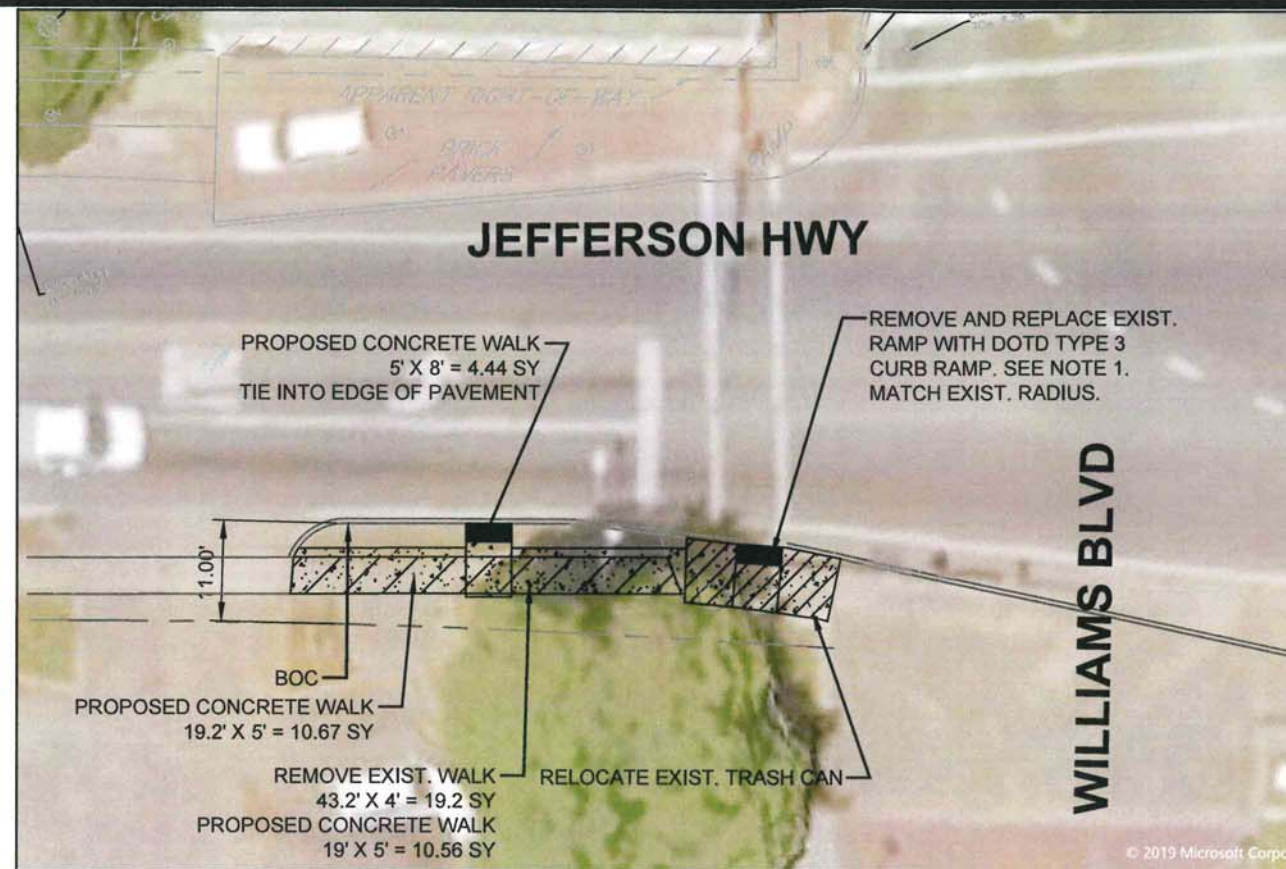 APPARENT RIGHT-OF-WAY
BRICK
PAVERS
RAMP
JEFFERSON HWY
PROPOSED CONCRETE WALK
5' X 8' = 4.44 SY
TIE INTO EDGE OF PAVEMENT
REMOVE AND REPLACE EXIST.
RAMP WITH DOTD TYPE 3
CURB RAMP. SEE NOTE 1.
MATCH EXIST. RADIUS.
WILLIAMS BLVD
11.00'
BOC
PROPOSED CONCRETE WALK
19.2' X 5' = 10.67 SY
REMOVE EXIST. WALK
43.2' X 4' = 19.2 SY
PROPOSED CONCRETE WALK
19' X 5' = 10.56 SY
RELOCATE EXIST. TRASH CAN
© 2019 Microsoft Corpo